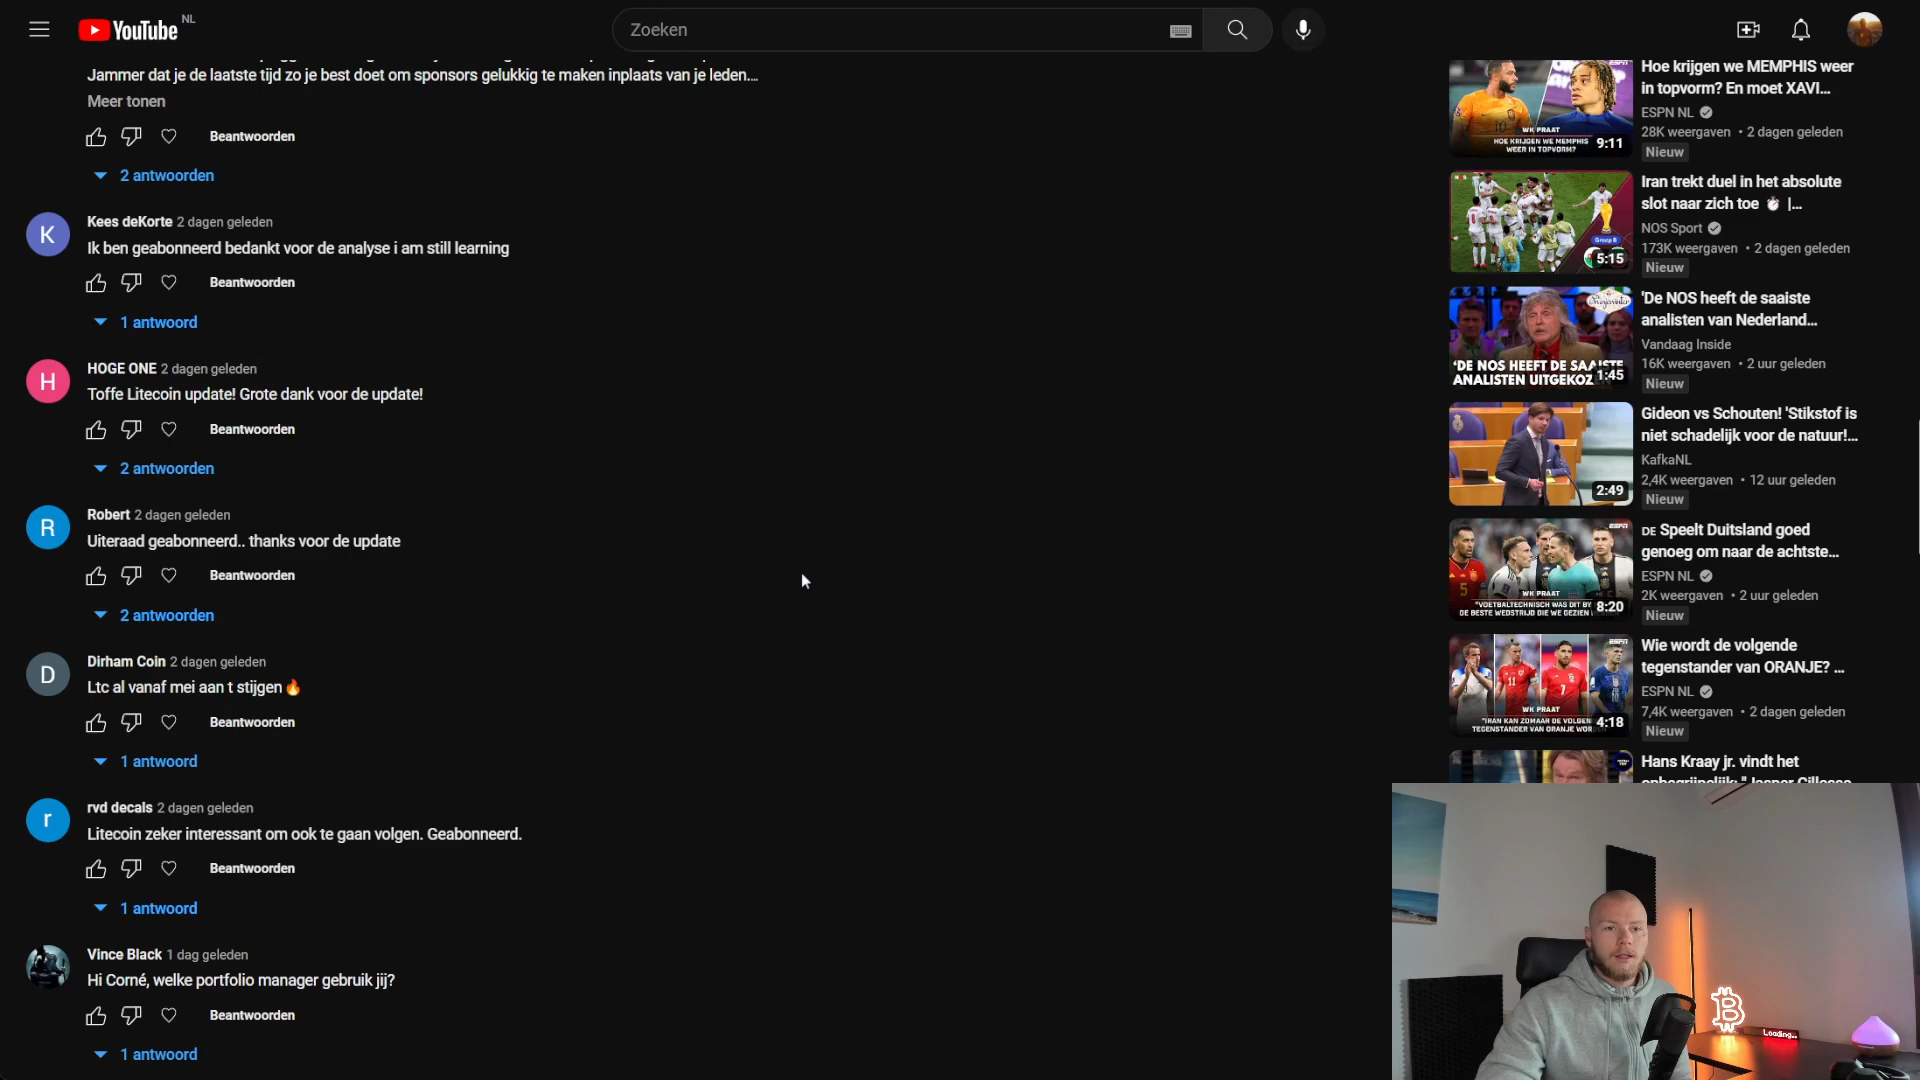 YouTube NL
Zoeken
Jammer dat je de laatste tijd zo je best doet om sponsors gelukkig te maken inplaats van je leden....
Meer tonen
Beantwoorden
2 antwoorden
K
Kees deKorte 2 dagen geleden
Ik ben geabonneerd bedankt voor de analyse i am still learning
Beantwoorden
1 antwoord
H
HOGE ONE 2 dagen geleden
Toffe Litecoin update! Grote dank voor de update!
Beantwoorden
2 antwoorden
R
Robert 2 dagen geleden
Uiteraad geabonneerd.. thanks voor de update
Beantwoorden
2 antwoorden
D
Dirham Coin 2 dagen geleden
Ltc al vanaf mei aan t stijgen🔥
Beantwoorden
1 antwoord
r
rvd decals 2 dagen geleden
Litecoin zeker interessant om ook te gaan volgen. Geabonneerd.
Beantwoorden
1 antwoord
Vince Black 1 dag geleden
Hi Corné, welke portfolio manager gebruik jij?
Beantwoorden
1 antwoord
ESPN
WK PRAAT
HOE KRIJGEN WE MEMPHIS
WEER IN TOPVORM?
9:11
Hoe krijgen we MEMPHIS weer
in topvorm? En moet XAVI...
ESPN NL
28K weergaven • 2 dagen geleden
Nieuw
Groep B
5:15
Iran trekt duel in het absolute
slot naar zich toe ⏱ |...
NOS Sport
173K weergaven • 2 dagen geleden
Nieuw
'DE NOS HEEFT DE SAAISTE
ANALISTEN UITGEKOZ
1:45
'De NOS heeft de saaiste
analisten van Nederland...
Vandaag Inside
16K weergaven • 2 uur geleden
Nieuw
2:49
Gideon vs Schouten! 'Stikstof is
niet schadelijk voor de natuur!...
KafkaNL
2,4K weergaven • 12 uur geleden
Nieuw
ESPN
5
WK PRAAT
"VOETBALTECHNISCH WAS DIT
DE BESTE WEDSTRIJD DIE WE GEZIEN
8:20
DE Speelt Duitsland goed
genoeg om naar de achtste...
ESPN NL
2K weergaven • 2 uur geleden
Nieuw
ESPN
11
7
WK PRAAT
"IRAN KAN ZOMAAR DE VOLGEN
TEGENSTANDER VAN ORANJE WOR
4:18
Wie wordt de volgende
tegenstander van ORANJE? ...
ESPN NL
7,4K weergaven • 2 dagen geleden
Nieuw
Hans Kraay jr. vindt het
Loading...